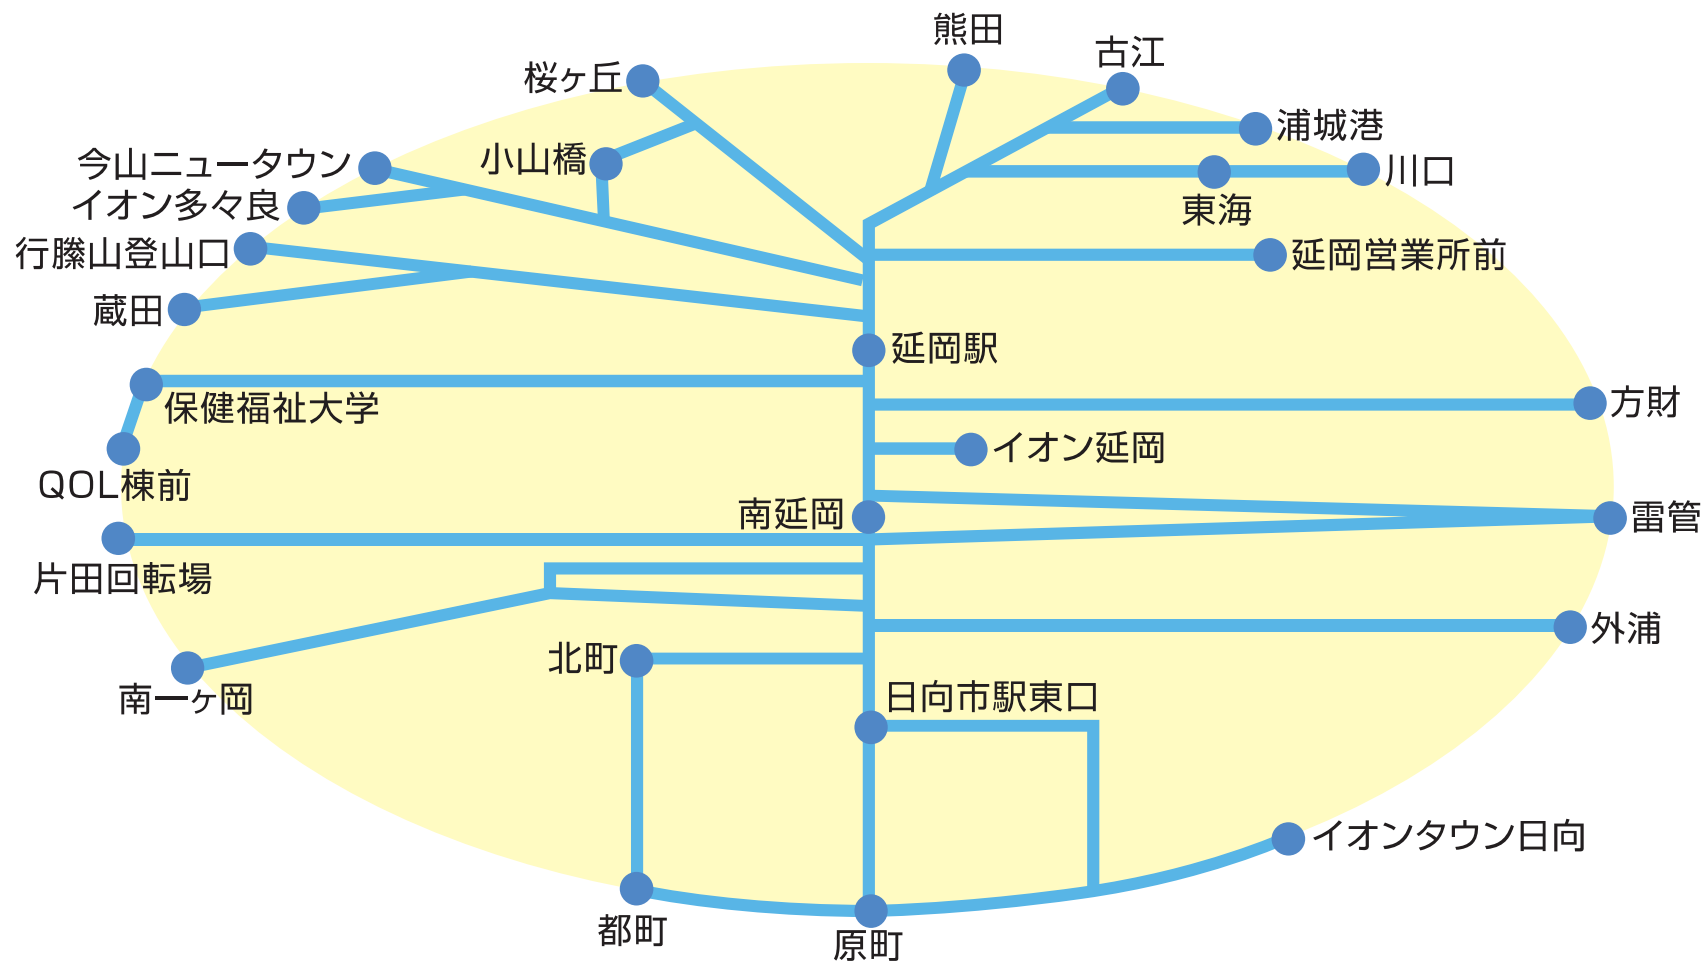 熊田
古江
桜ヶ丘
浦城港
小山橋
今山ニュータウン
川口
イオン多々良
東海
行縢山登山口
延岡営業所前
蔵田
延岡駅
保健福祉大学
方財
イオン延岡
QOL棟前
南延岡
雷管
片田回転場
外浦
北町
南一ヶ岡
日向市駅東口
イオンタウン日向
都町
原町